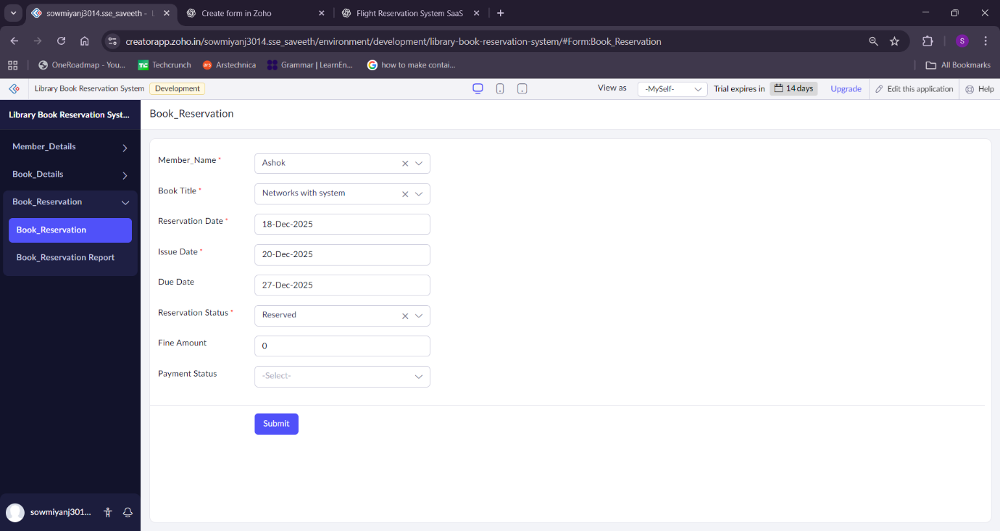 sowmiyanj3014.sse_saveeth -
Create form in Zoho
Flight Reservation System SaaS
creatorapp.zoho.in/sowmiyanj3014.sse_saveeth/environment/development/library-book-reservation-system/#Form:Book_Reservation
S
OneRoadmap - You...
TC Techcrunch
ars Arstechnica
Grammar | LearnEn...
G how to make contai...
All Bookmarks
Library Book Reservation System
Development
View as
-MySelf-
Trial expires in
14 days
Upgrade
Edit this application
Help
Library Book Reservation Syst...
Member_Details
Book_Details
Book_Reservation
Book_Reservation
Book_Reservation Report
sowmiyanj301...
Book_Reservation
Member_Name *
Ashok
Book Title *
Networks with system
Reservation Date *
18-Dec-2025
Issue Date *
20-Dec-2025
Due Date
27-Dec-2025
Reservation Status *
Reserved
Fine Amount
0
Payment Status
-Select-
Submit